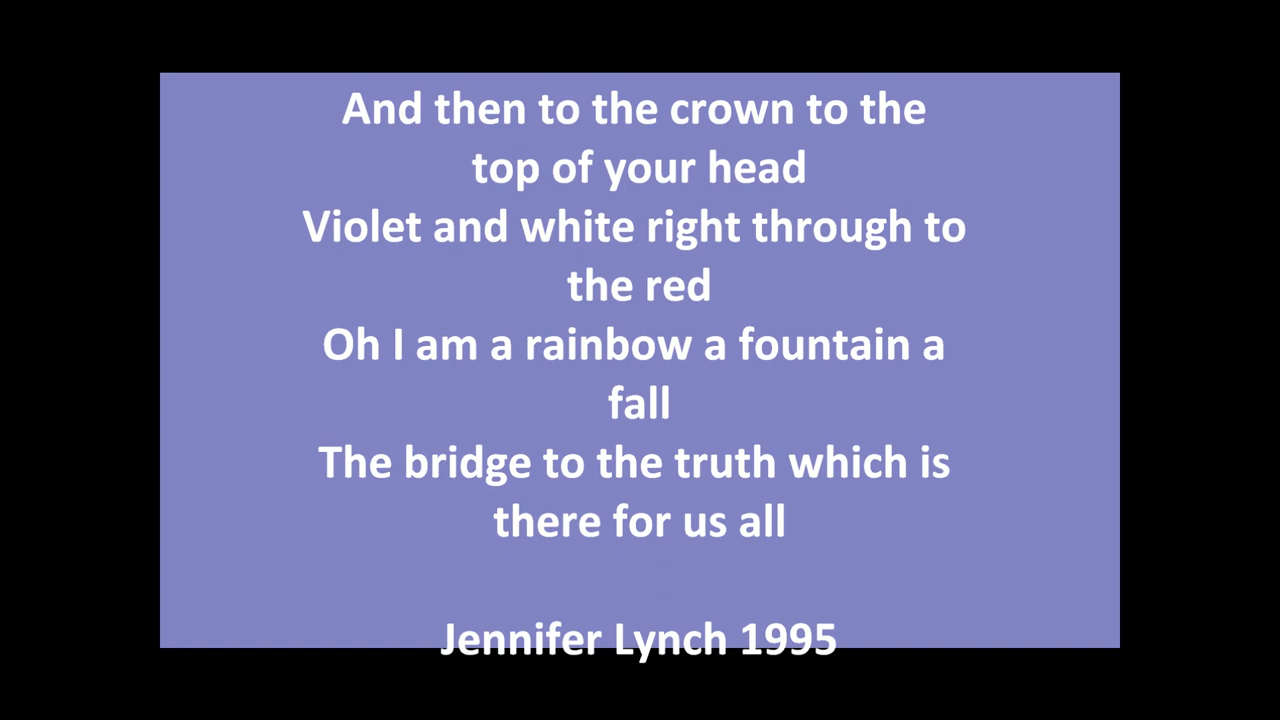 And then to the crown to the
top of your head
Violet and white right through to
the red
Oh I am a rainbow a fountain a
fall
The bridge to the truth which is
there for us all
Jennifer Lynch 1995